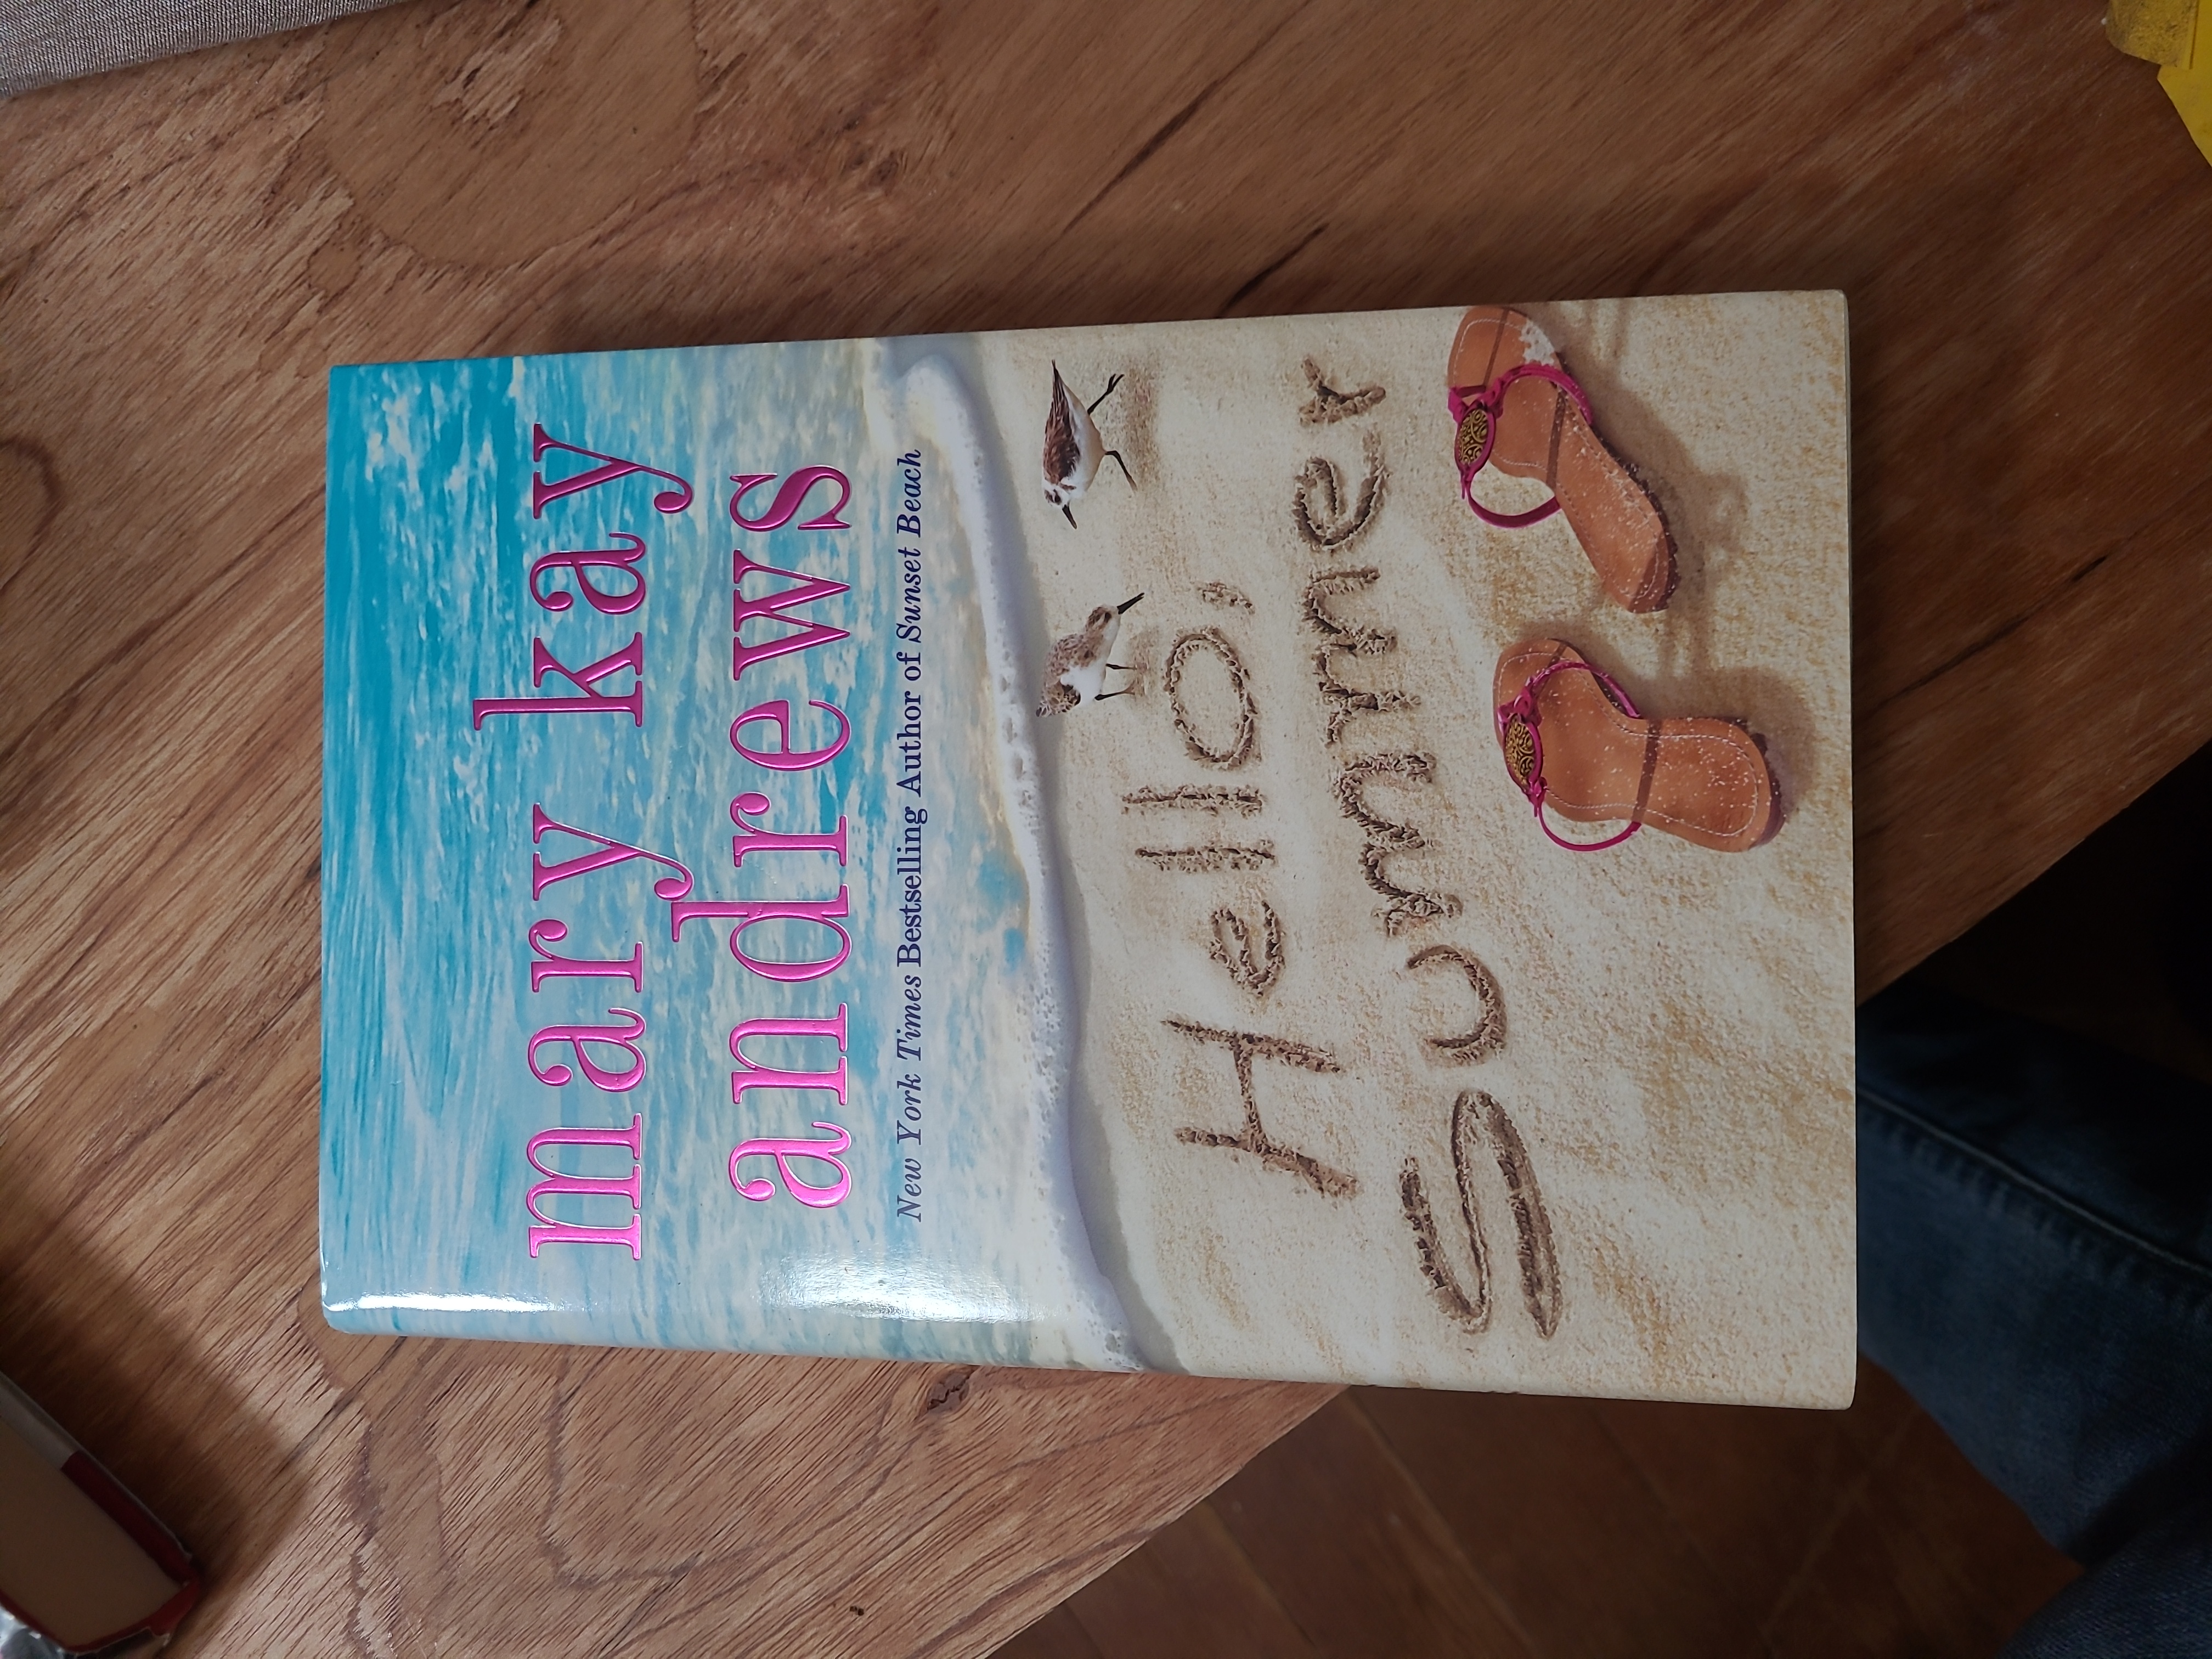 mary kay
andrews
New York Times Bestselling Author of Sunset Beach
Hello,
Summer